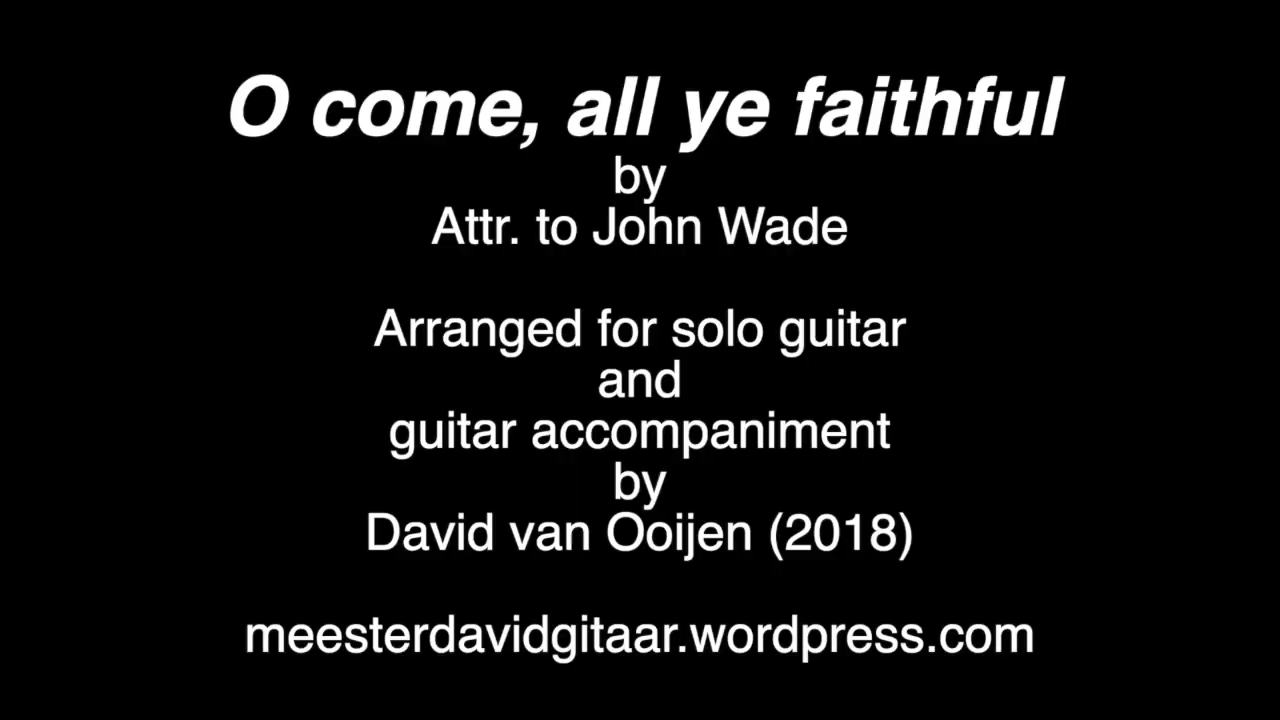 O come, all ye faithful
by
Attr. to John Wade
Arranged for solo guitar
and
guitar accompaniment
by
David van Ooijen (2018)
meesterdavidgitaar.wordpress.com